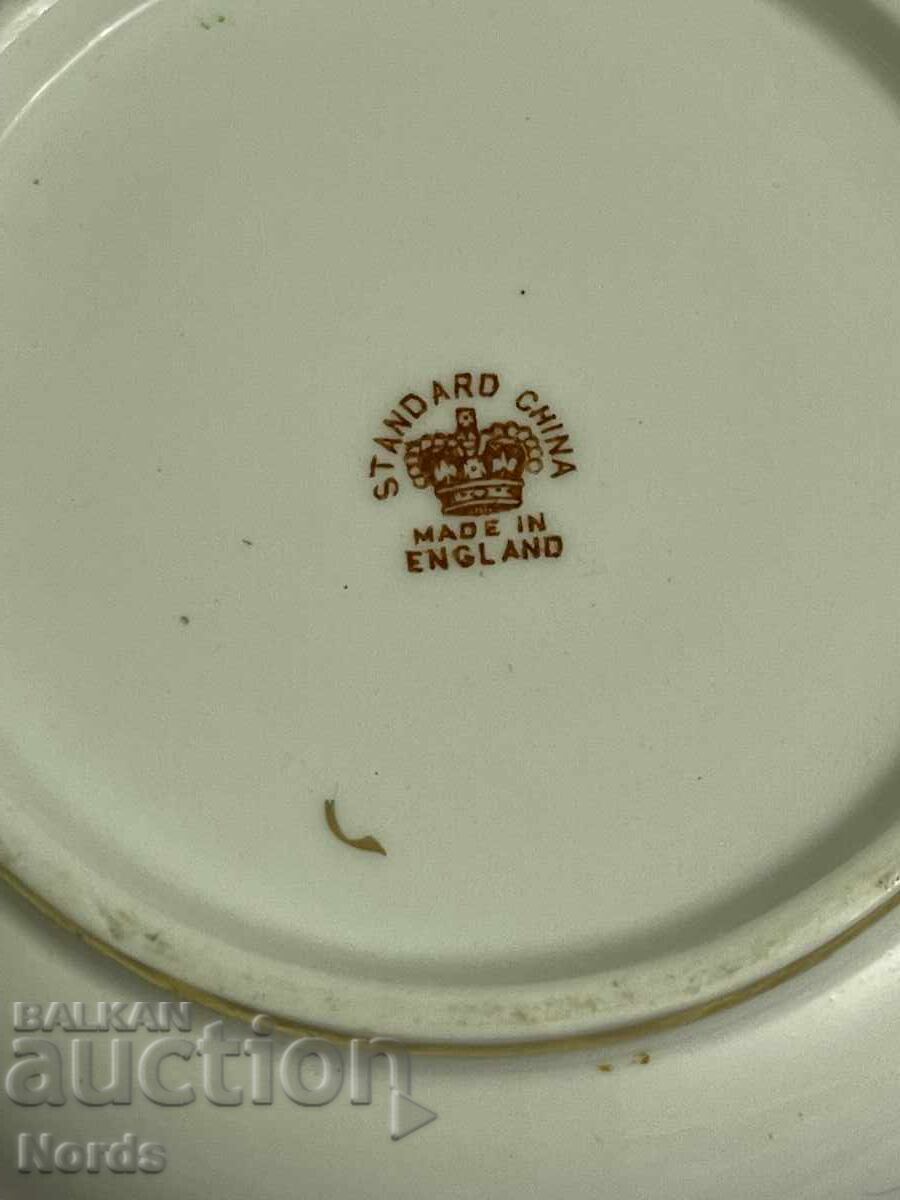 STANDARD CHINA
MADE IN
ENGLAND
BALKAN
auction
Nords